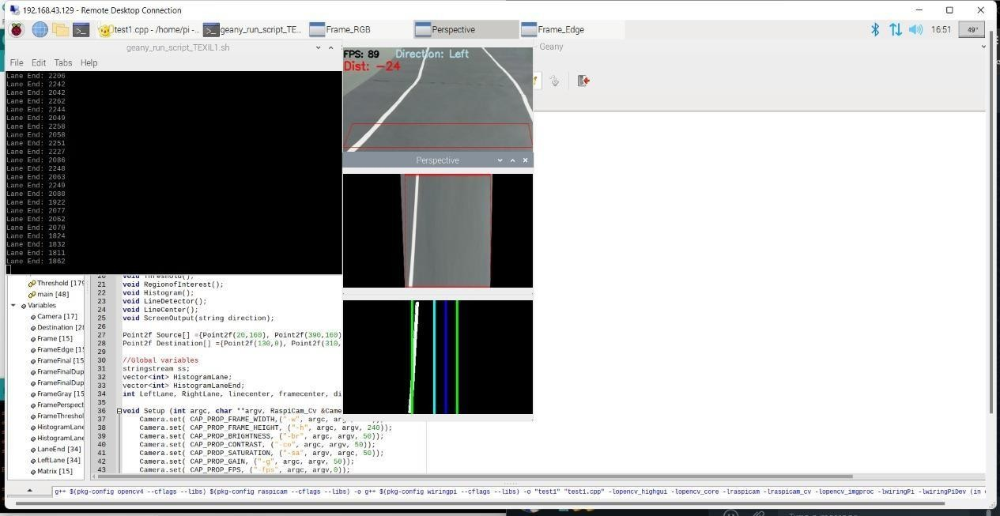 192.168.43.129 - Remote Desktop Connection
test1.cpp - /home/pi -...
geany_run_script_TE...
Frame_RGB
Perspective
Frame_Edge
16:51
49°
geany_run_script_TEXIL1.sh
- Geany
File Edit Tabs Help
Lane End: 2206
Lane End: 2242
Lane End: 2042
Lane End: 2262
Lane End: 2244
Lane End: 2049
Lane End: 2258
Lane End: 2058
Lane End: 2251
Lane End: 2227
Lane End: 2086
Lane End: 2248
Lane End: 2063
Lane End: 2249
Lane End: 2088
Lane End: 1922
Lane End: 2077
Lane End: 2062
Lane End: 2070
Lane End: 1824
Lane End: 1832
Lane End: 1811
Lane End: 1862
FPS: 89 Direction: Left
Dist: -24
Perspective
Threshold [179
main [48]
Variables
Camera [17]
Destination [28
Frame [15]
FrameEdge [15
FrameFinal [15
FrameFinalDup
FrameFinalDup
FrameGray [15
FramePerspect
FrameThreshol
HistogramLane
HistogramLane
LaneEnd [34]
LeftLane [34]
Matrix [15]
20 void Threshold();
21 void RegionofInterest();
22 void Histogram();
23 void LineDetector();
24 void LineCenter();
25 void ScreenOutput(string direction);
26
27 Point2f Source[] ={Point2f(20,160), Point2f(390,160)
28 Point2f Destination[] ={Point2f(130,0), Point2f(310,
29
30 //Global variables
31 stringstream ss;
32 vector<int> HistogramLane;
33 vector<int> HistogramLaneEnd;
34 int LeftLane, RightLane, linecenter, framecenter, di
35
36 void Setup (int argc, char **argv, RaspiCam_Cv &Came
37 Camera.set( CAP_PROP_FRAME_WIDTH,("-w", argc, arg
38 Camera.set( CAP_PROP_FRAME_HEIGHT, ("-h", argc, argv, 240));
39 Camera.set( CAP_PROP_BRIGHTNESS, ("-br", argc, argv, 50));
40 Camera.set( CAP_PROP_CONTRAST, ("-co", argc, argv, 50));
41 Camera.set( CAP_PROP_SATURATION, ("-sa", argv, argc, 50));
42 Camera.set( CAP_PROP_GAIN, ("-g", argc, argv, 50));
43 Camera.set( CAP_PROP_FPS, ("-fps", argc, argv,0));
g++ $(pkg-config opencv4 --cflags --libs) $(pkg-config raspicam --cflags --libs) -o g++ $(pkg-config wiringpi --cflags --libs) -o "test1" "test1.cpp" -lopencv_highgui -lopencv_core -lraspicam -lraspicam_cv -lopencv_imgproc -lwiringPi -lwiringPiDev (in